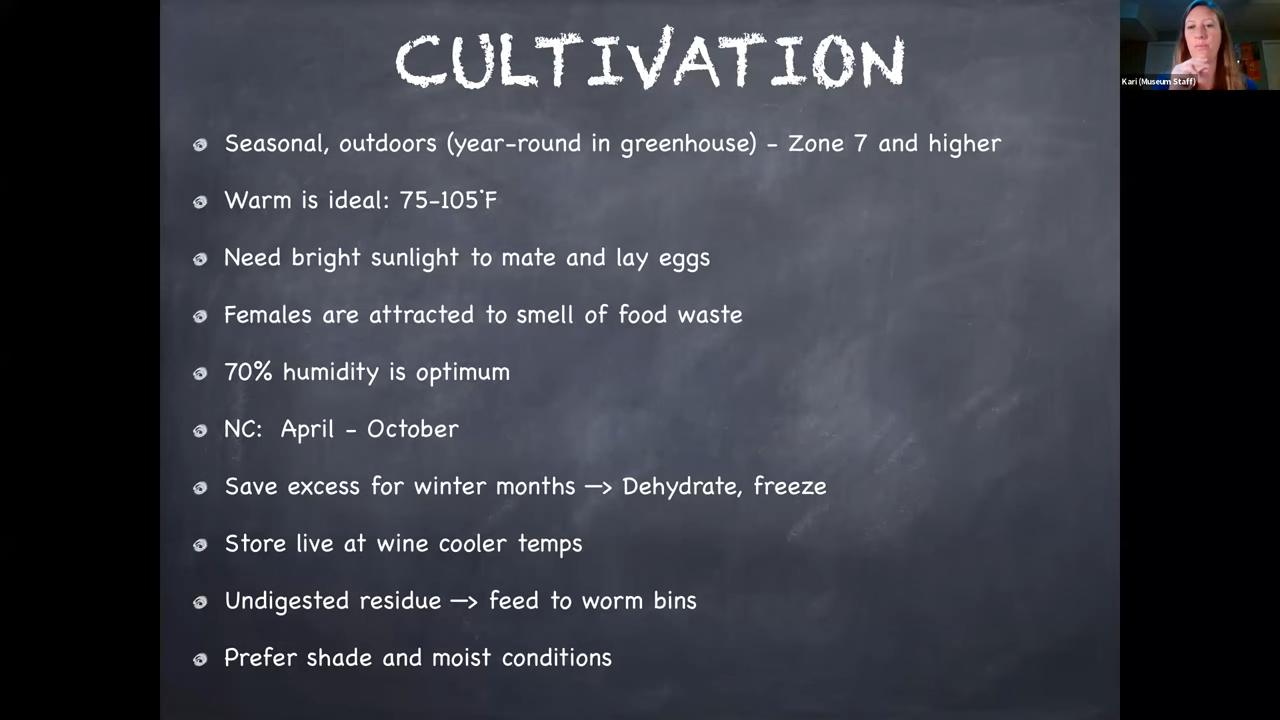 CULTIVATION
Kari (Museum Staff)
Seasonal, outdoors (year-round in greenhouse) - Zone 7 and higher
Warm is ideal: 75-105°F
Need bright sunlight to mate and lay eggs
Females are attracted to smell of food waste
70% humidity is optimum
NC: April - October
Save excess for winter months —> Dehydrate, freeze
Store live at wine cooler temps
Undigested residue —> feed to worm bins
Prefer shade and moist conditions